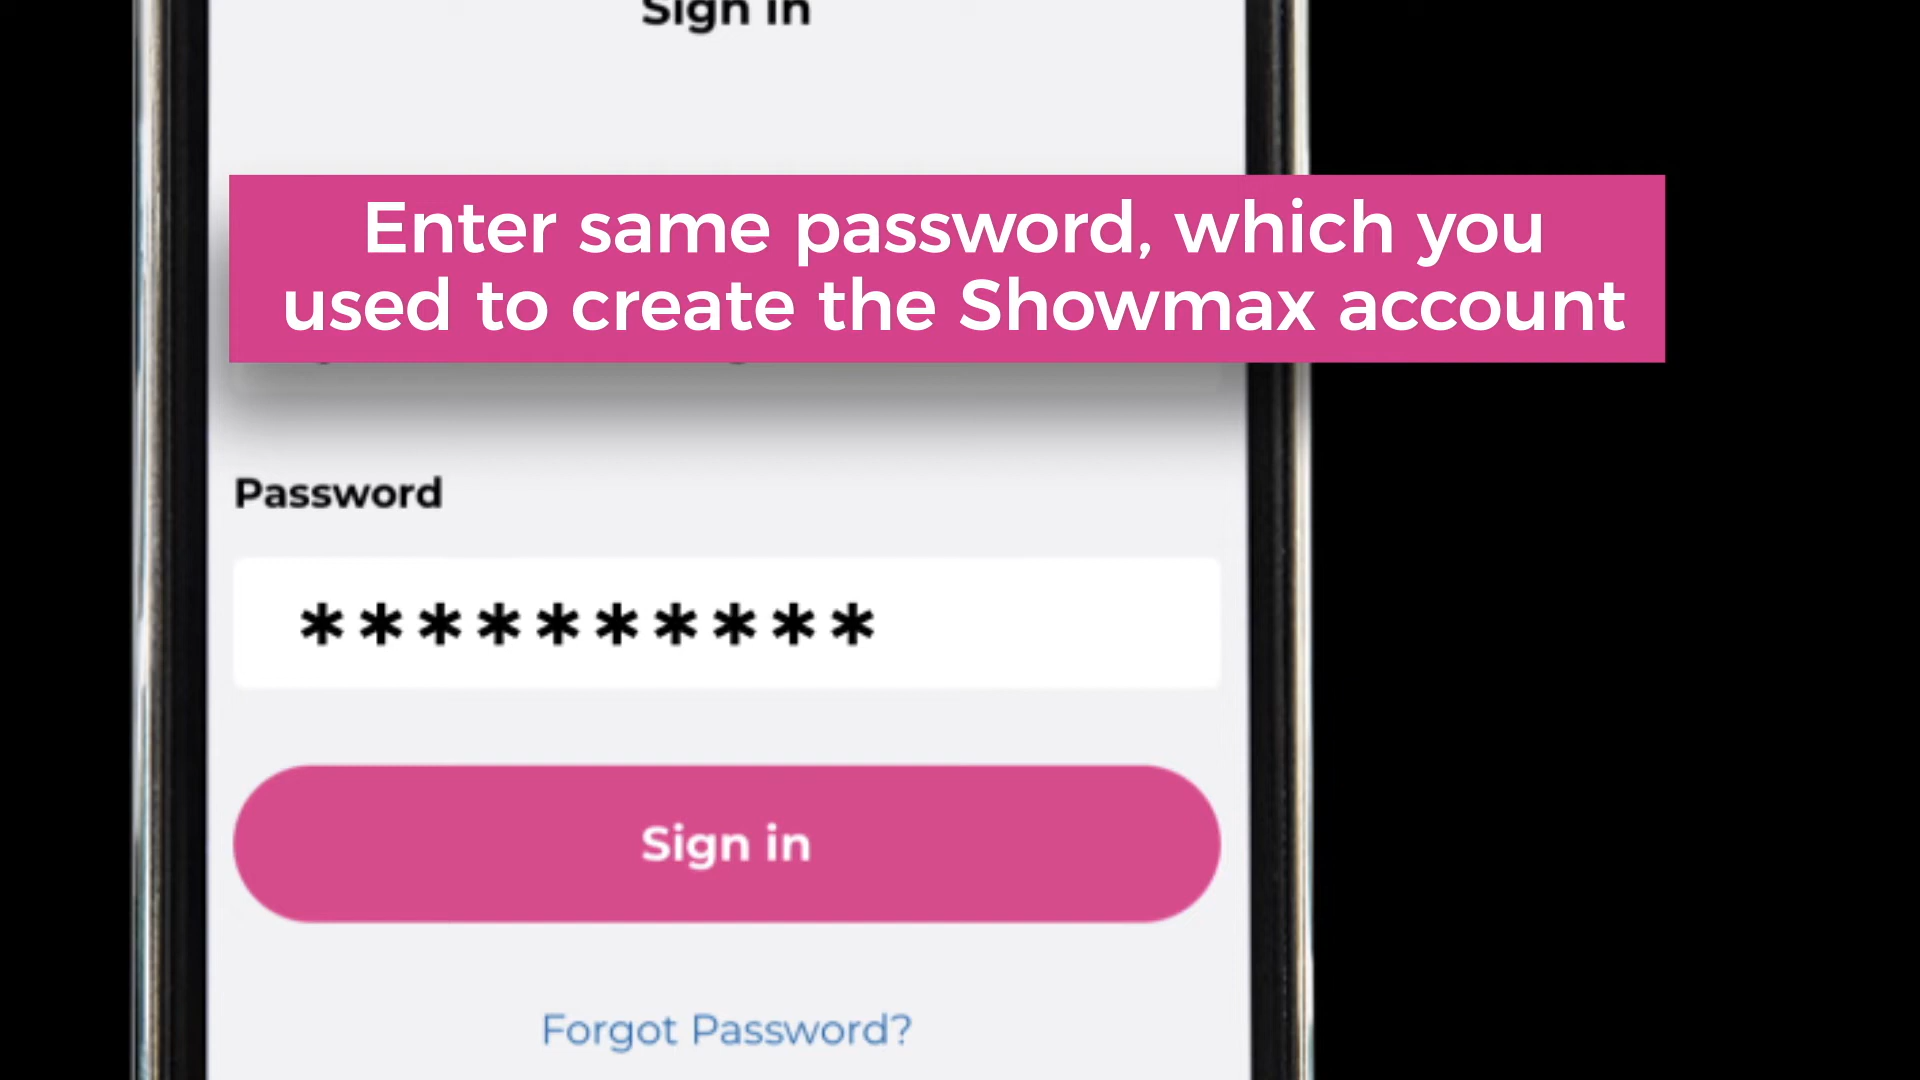 Sign in
Enter same password, which you
used to create the Showmax account
Password
**********
Sign in
Forgot Password?